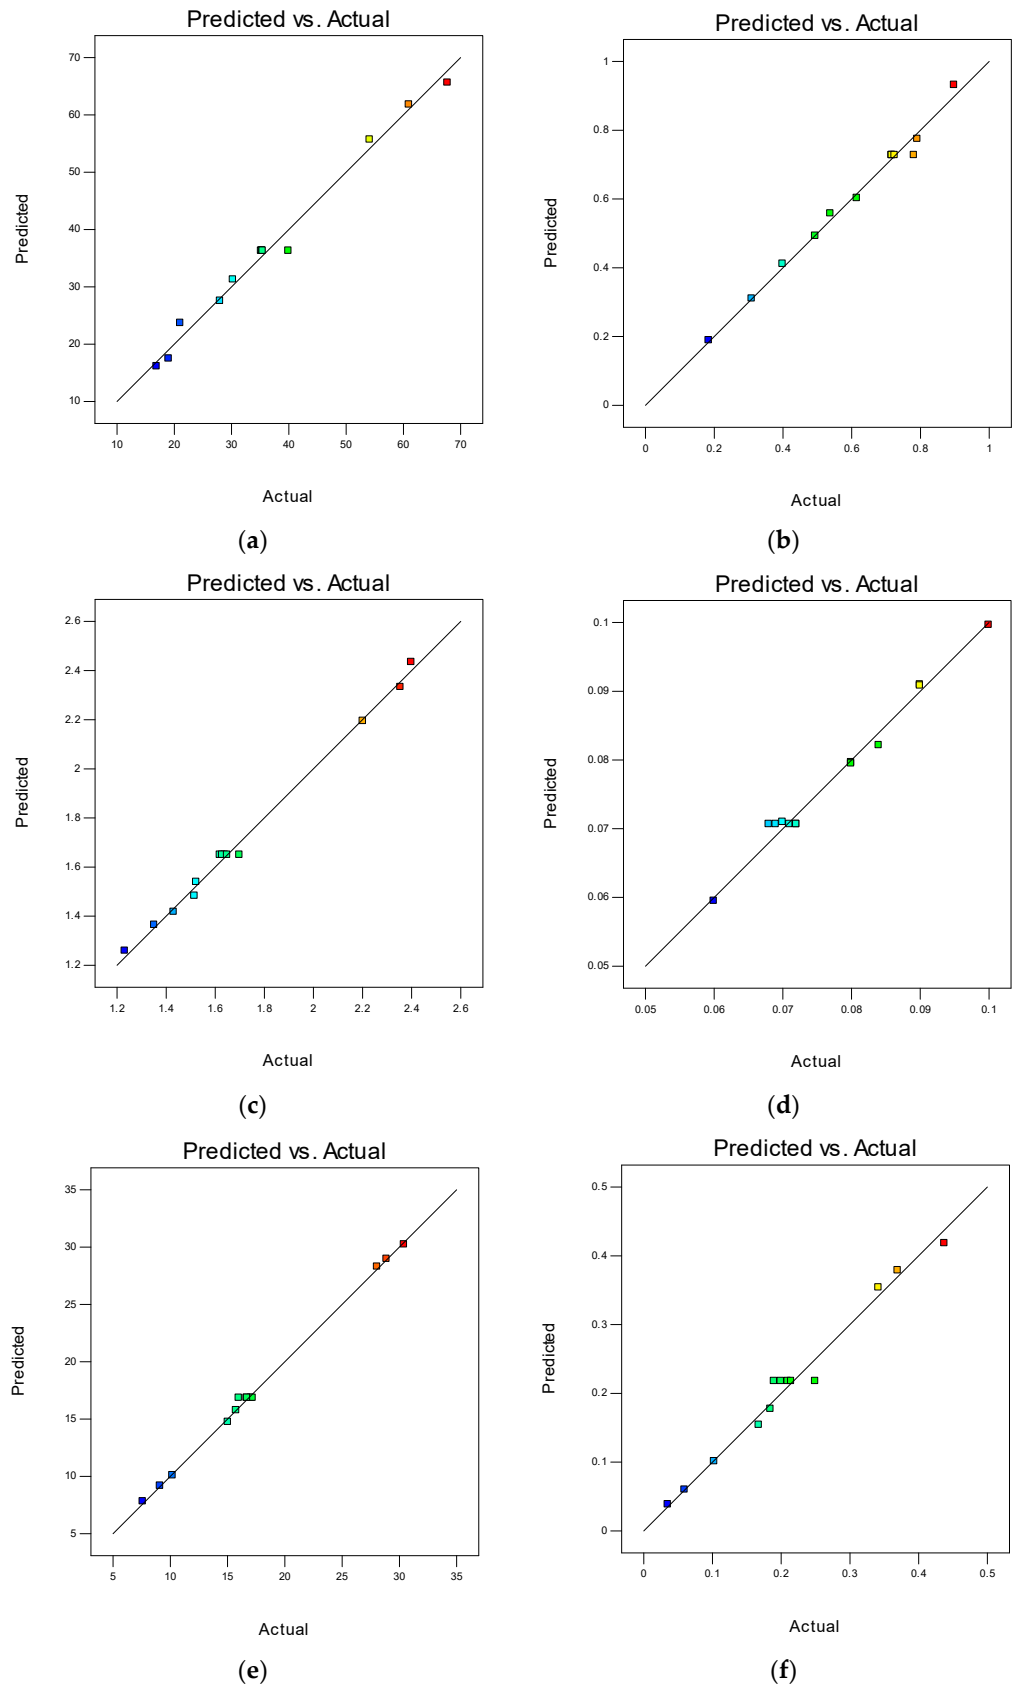 Predicted vs. Actual
70
60
50
40
30
20
10
Predicted
10 20 30 40 50 60 70
Actual
(a)
Predicted vs. Actual
1
0.8
0.6
0.4
0.2
0
Predicted
0 0.2 0.4 0.6 0.8 1
Actual
(b)
Predicted vs. Actual
2.6
2.4
2.2
2
1.8
1.6
1.4
1.2
Predicted
1.2 1.4 1.6 1.8 2 2.2 2.4 2.6
Actual
(c)
Predicted vs. Actual
0.1
0.09
0.08
0.07
0.06
0.05
Predicted
0.05 0.06 0.07 0.08 0.09 0.1
Actual
(d)
Predicted vs. Actual
35
30
25
20
15
10
5
Predicted
5 10 15 20 25 30 35
Actual
(e)
Predicted vs. Actual
0.5
0.4
0.3
0.2
0.1
0
Predicted
0 0.1 0.2 0.3 0.4 0.5
Actual
(f)